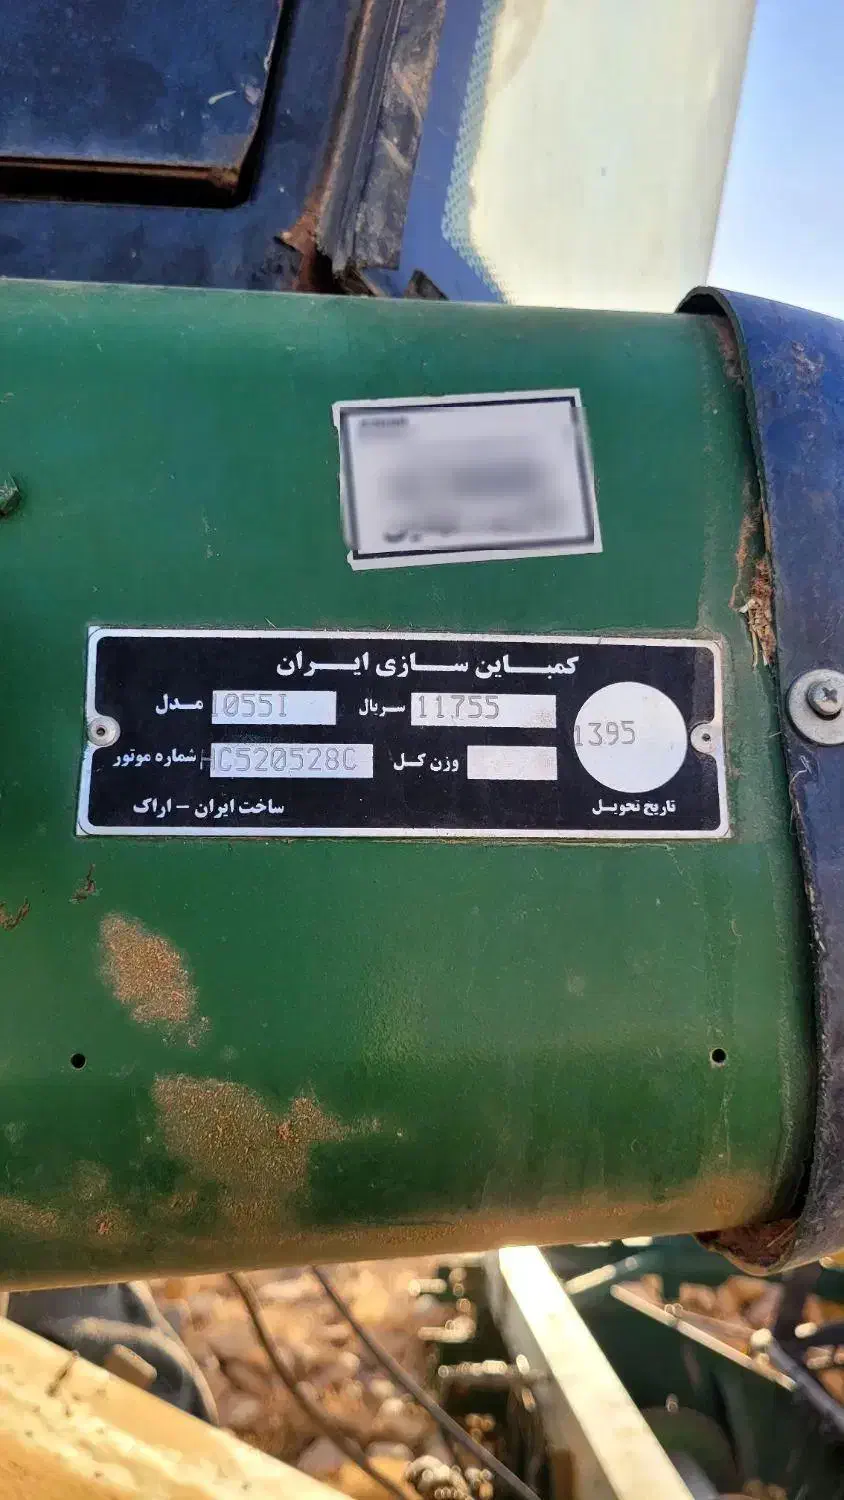 کمباین سازی ایران
مدل 1055I سریال 11755 1395
شماره موتور HC520528C وزن کل
ساخت ایران - اراک تاریخ تحویل